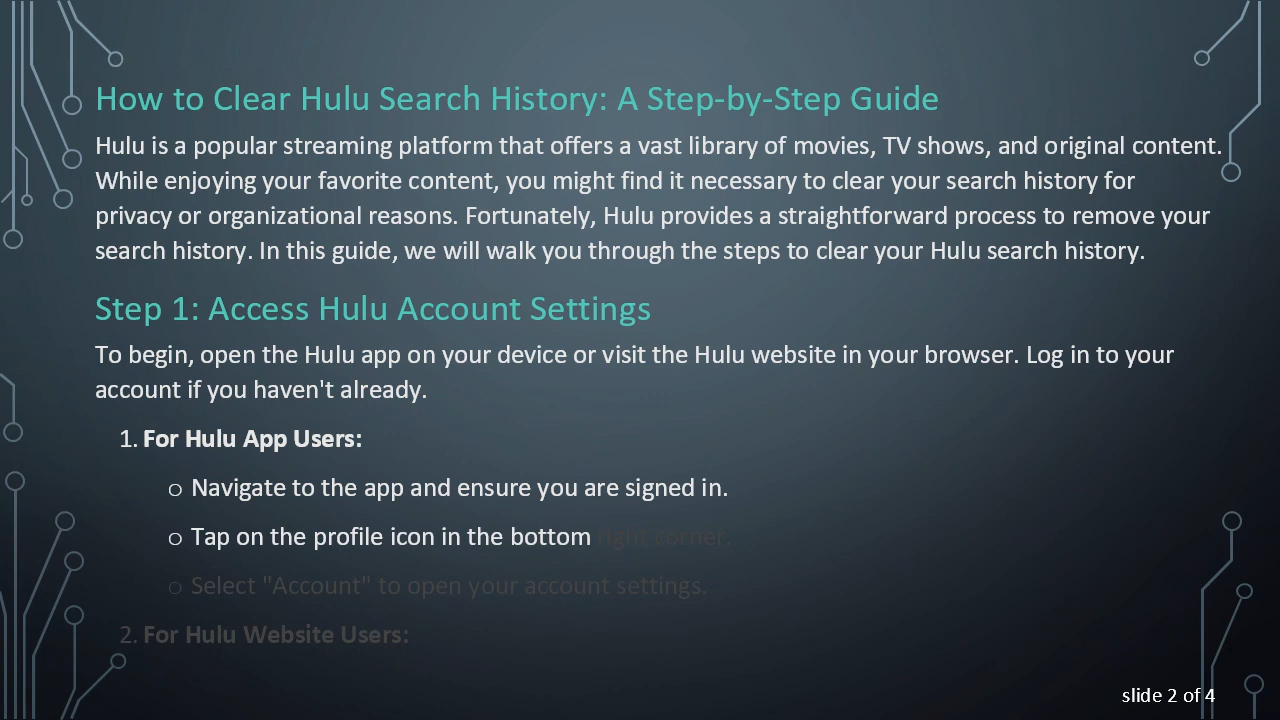 How to Clear Hulu Search History: A Step-by-Step Guide
Hulu is a popular streaming platform that offers a vast library of movies, TV shows, and original content.
While enjoying your favorite content, you might find it necessary to clear your search history for
privacy or organizational reasons. Fortunately, Hulu provides a straightforward process to remove your
search history. In this guide, we will walk you through the steps to clear your Hulu search history.
Step 1: Access Hulu Account Settings
To begin, open the Hulu app on your device or visit the Hulu website in your browser. Log in to your
account if you haven't already.
1. For Hulu App Users:
o Navigate to the app and ensure you are signed in.
o Tap on the profile icon in the bottom right corner.
o Select "Account" to open your account settings.
2. For Hulu Website Users:
slide 2 of 4